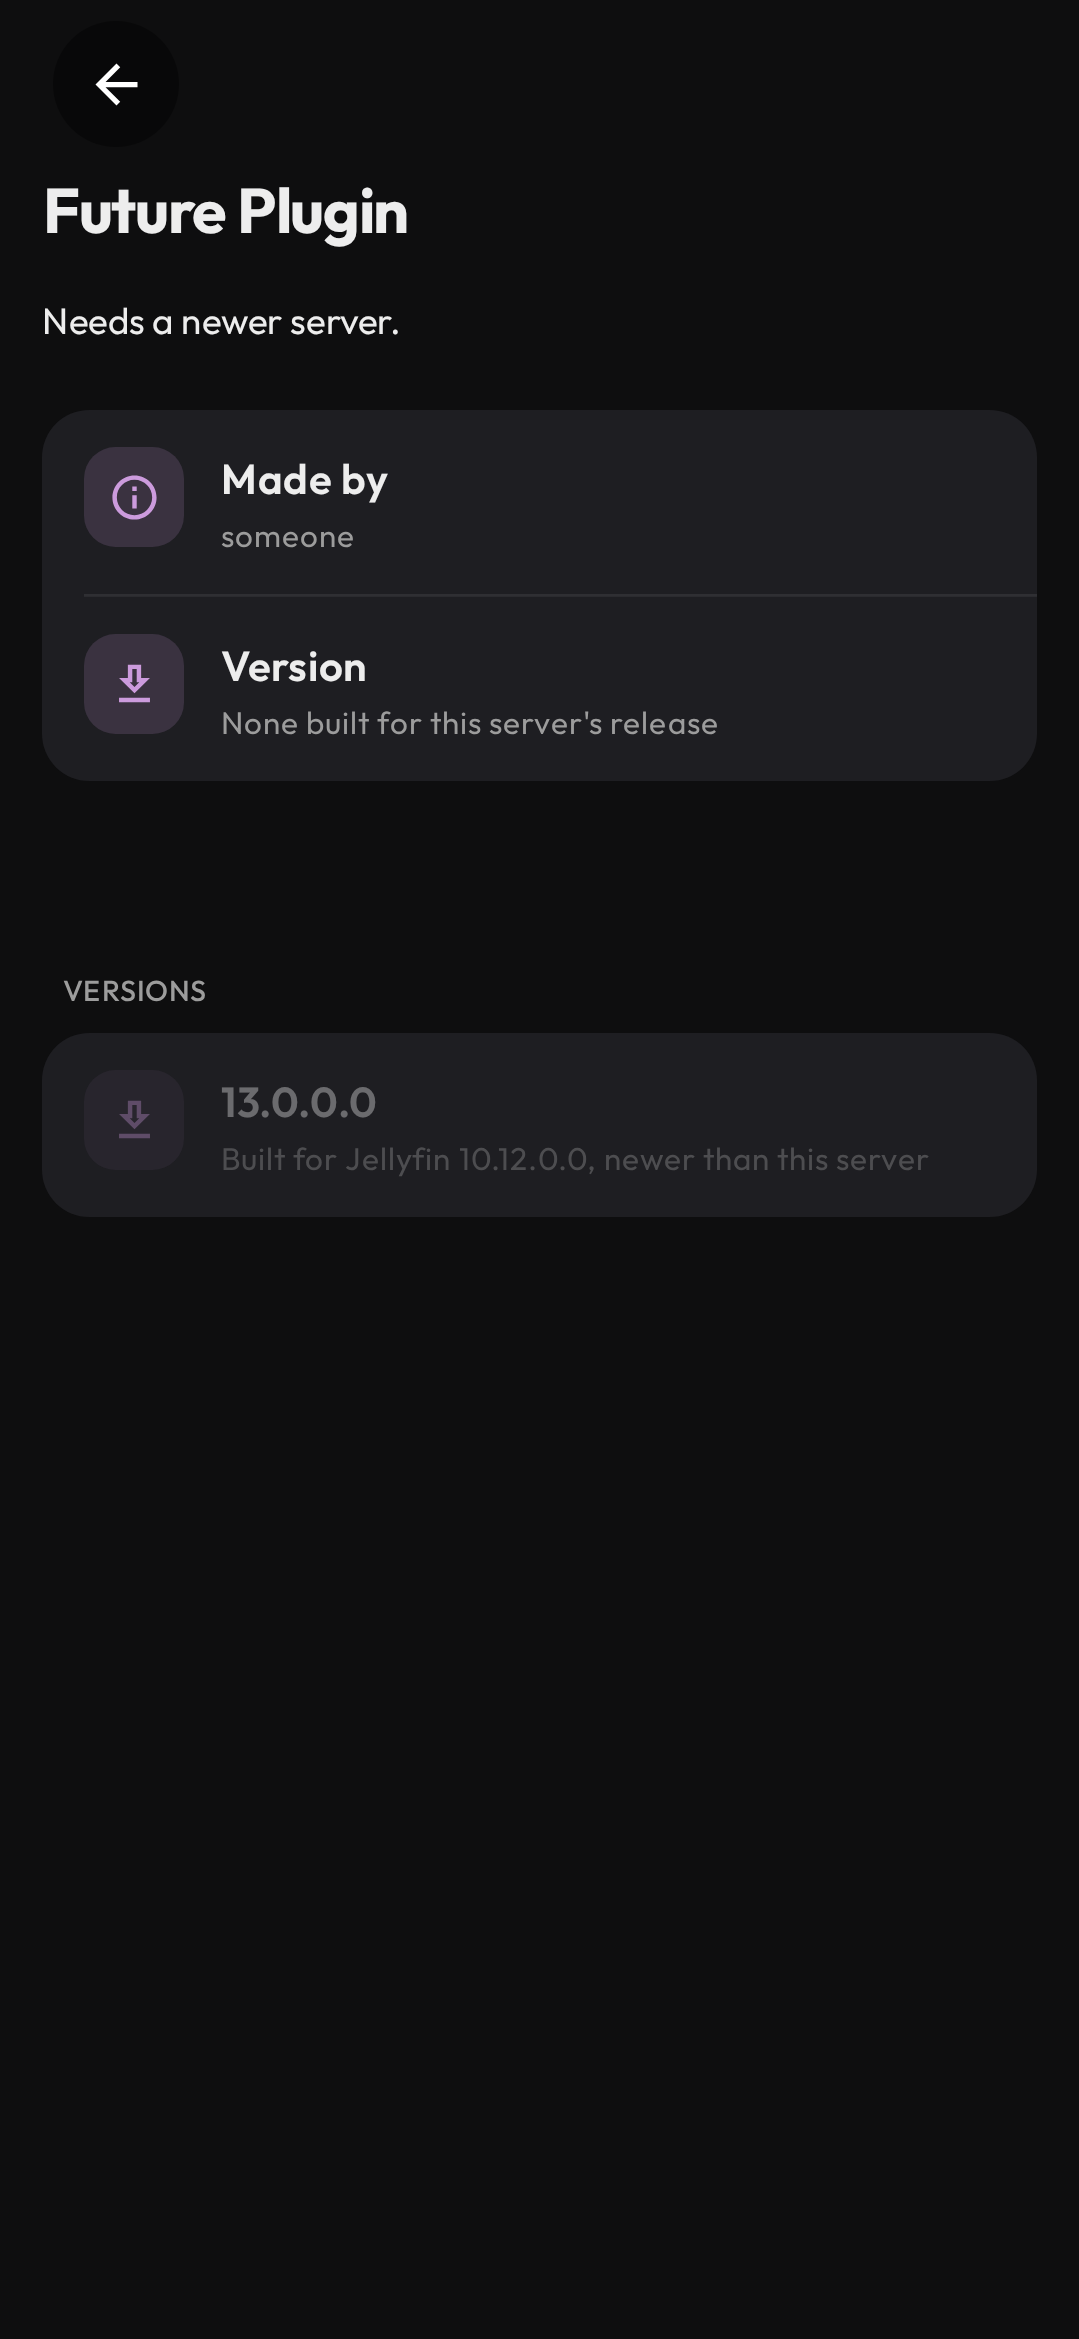 Future Plugin
Needs a newer server.
Made by
someone
Version
None built for this server's release
VERSIONS
13.0.0.0
Built for Jellyfin 10.12.0.0, newer than this server